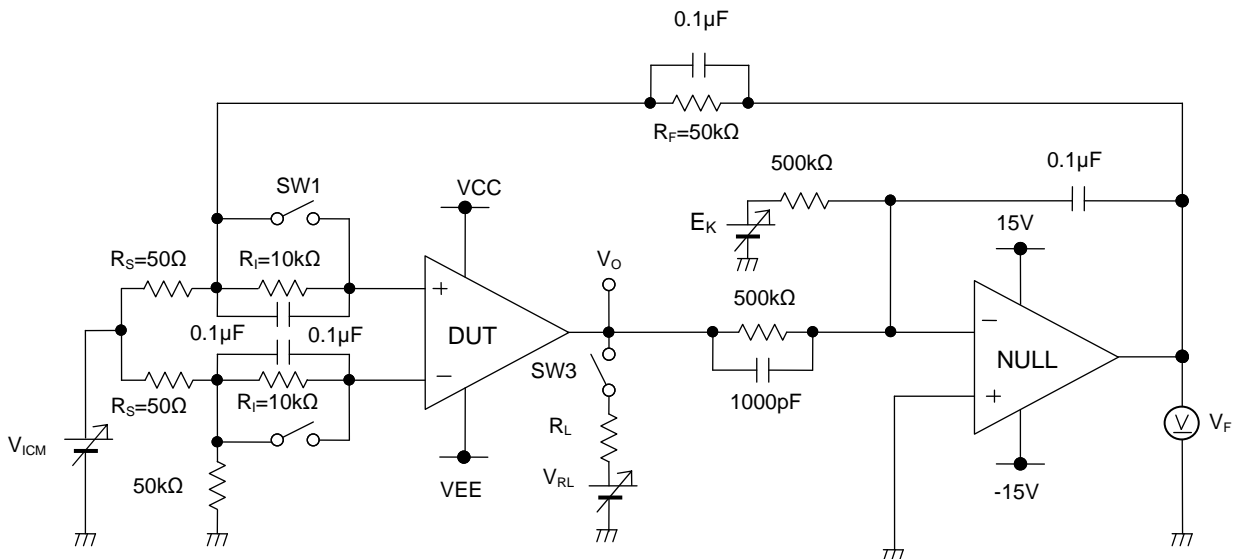 0.1µF
R_F=50kΩ
500kΩ
0.1µF
SW1
VCC
E_K
15V
R_S=50Ω
R_I=10kΩ
V_O
500kΩ
+
DUT
−
0.1µF
0.1µF
−
NULL
+
SW3
1000pF
R_S=50Ω
R_I=10kΩ
R_L
V
V_F
V_ICM
50kΩ
VEE
V_RL
-15V